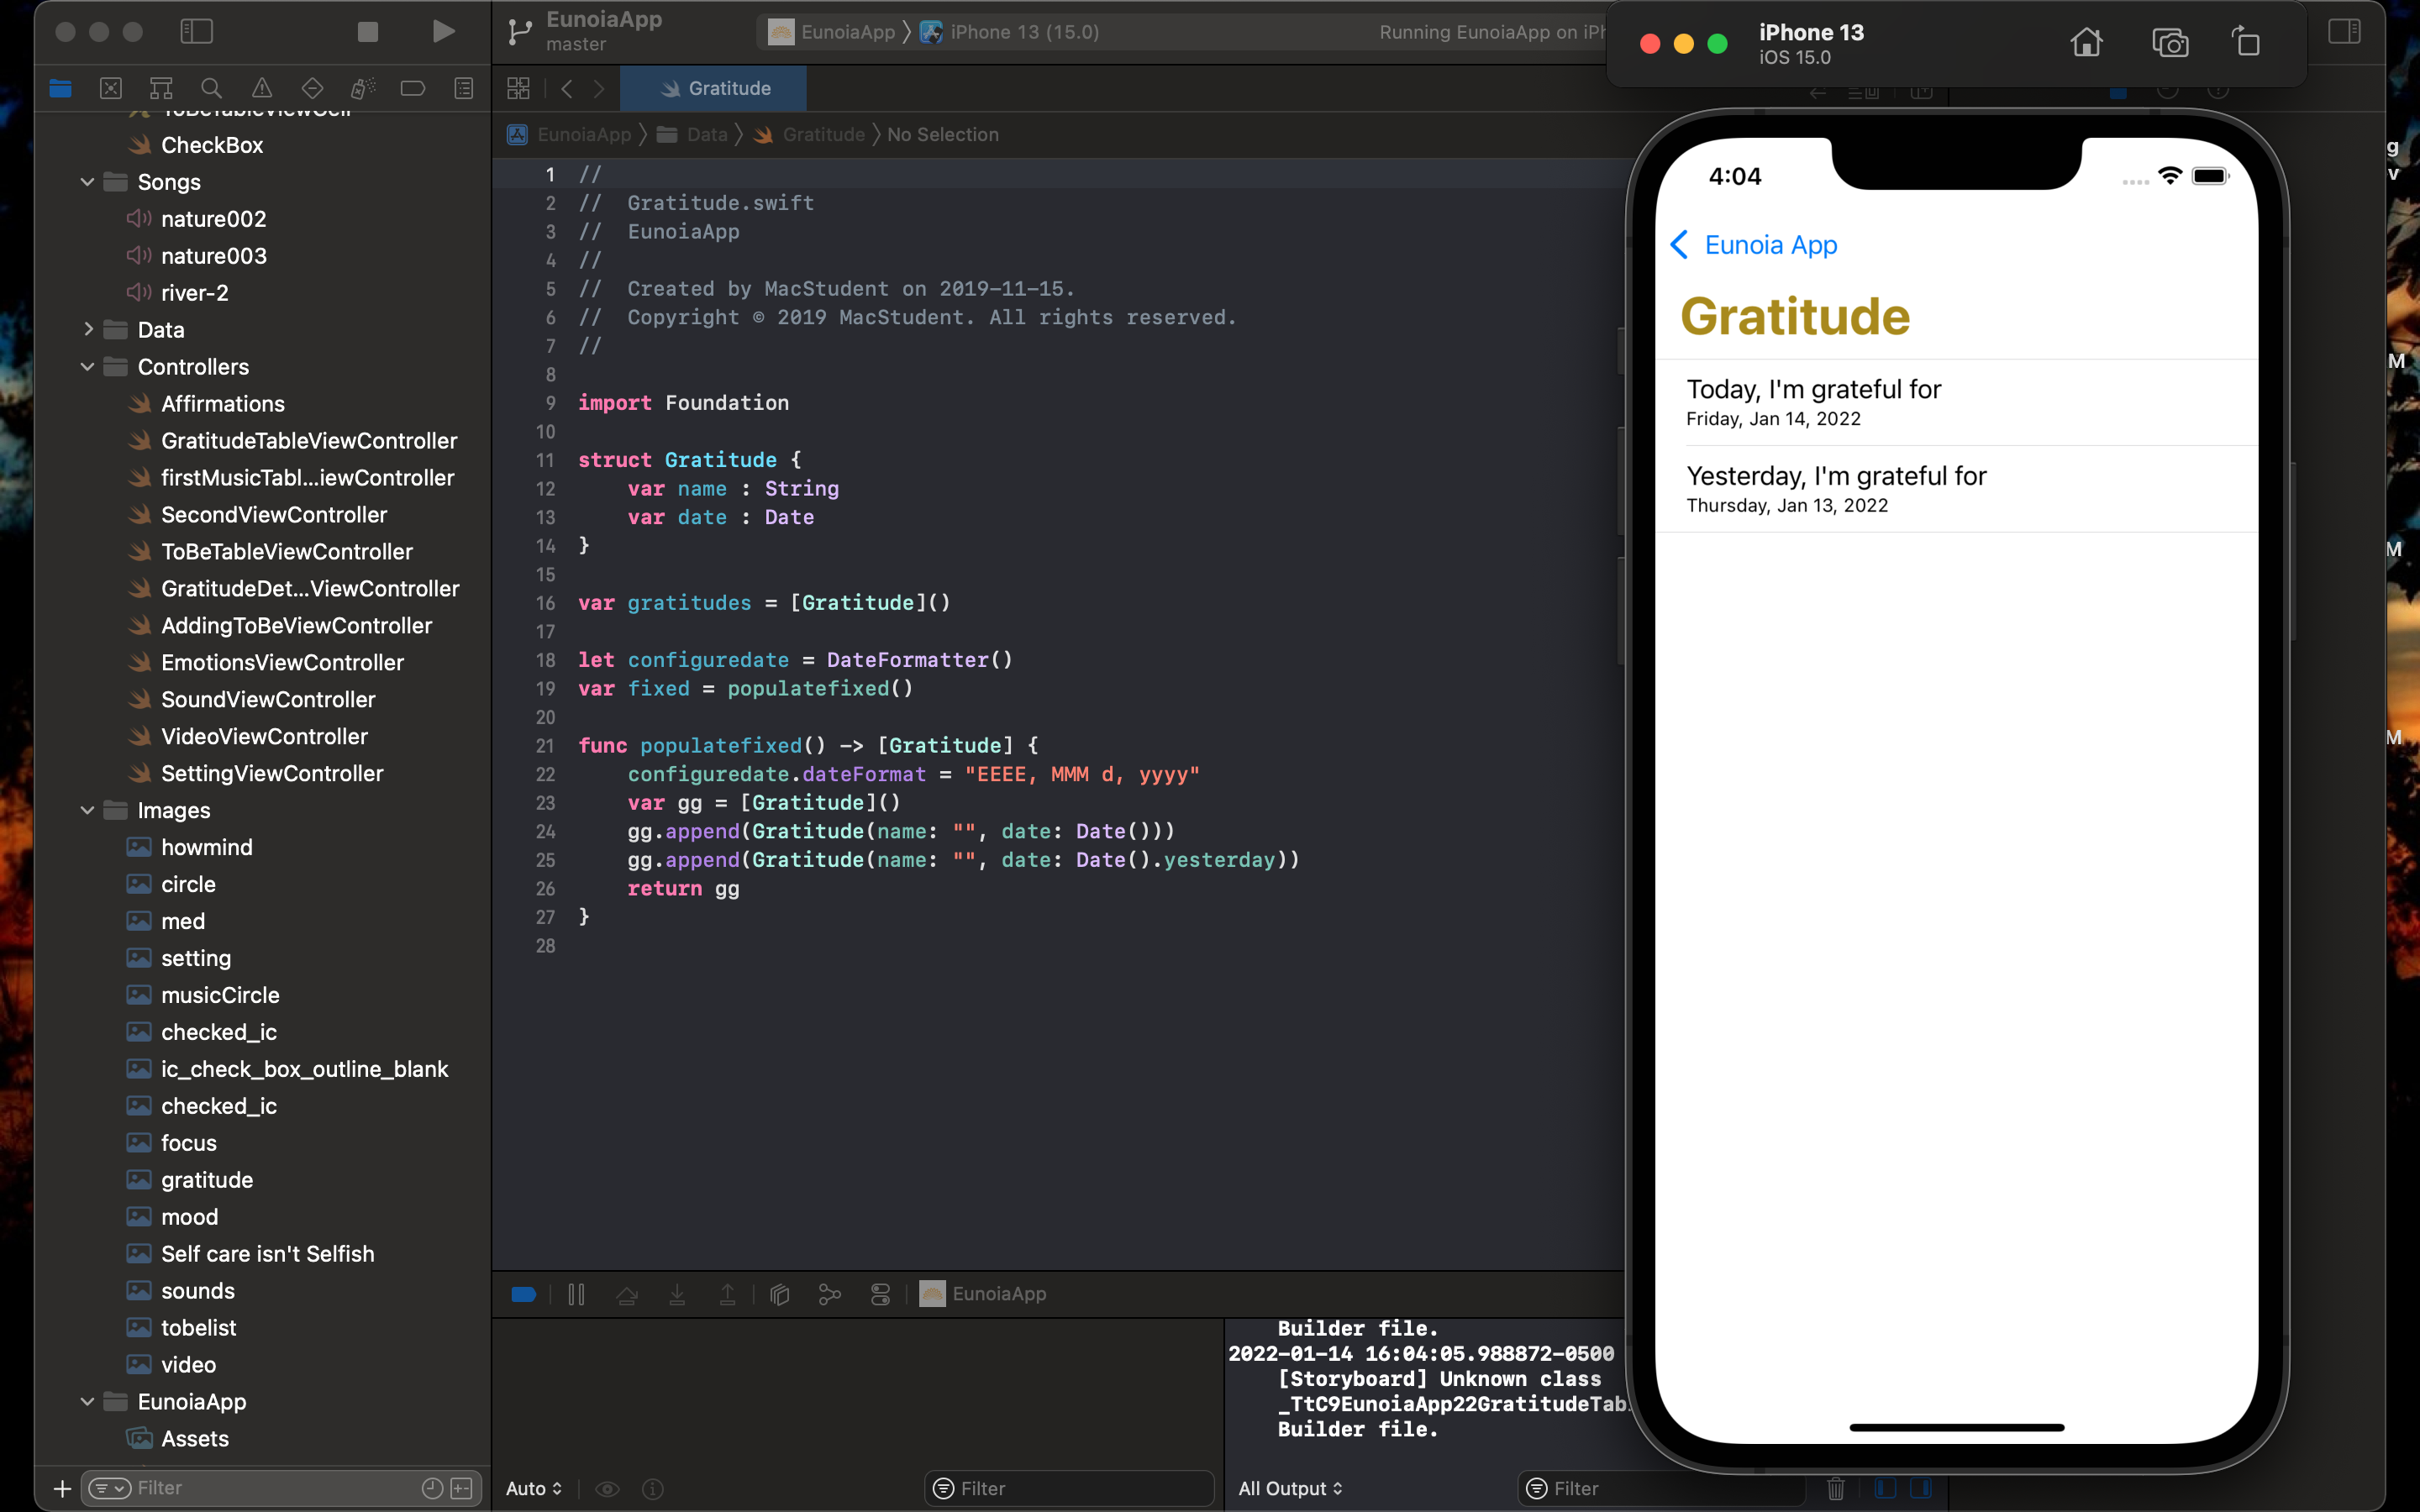 EunoiaApp
master
EunoiaApp
iPhone 13 (15.0)
Running EunoiaApp on iPh
iPhone 13
iOS 15.0
Gratitude
EunoiaApp
Data
Gratitude
No Selection
ToBeTableViewCell
CheckBox
Songs
nature002
nature003
river-2
Data
Controllers
Affirmations
GratitudeTableViewController
firstMusicTabl...iewController
SecondViewController
ToBeTableViewController
GratitudeDet...ViewController
AddingToBeViewController
EmotionsViewController
SoundViewController
VideoViewController
SettingViewController
Images
howmind
circle
med
setting
musicCircle
checked_ic
ic_check_box_outline_blank
checked_ic
focus
gratitude
mood
Self care isn't Selfish
sounds
tobelist
video
EunoiaApp
Assets
Filter
1 //
2 //  Gratitude.swift
3 //  EunoiaApp
4 //
5 //  Created by MacStudent on 2019-11-15.
6 //  Copyright © 2019 MacStudent. All rights reserved.
7 //
8
9 import Foundation
10
11 struct Gratitude {
12     var name : String
13     var date : Date
14 }
15
16 var gratitudes = [Gratitude]()
17
18 let configuredate = DateFormatter()
19 var fixed = populatefixed()
20
21 func populatefixed() -> [Gratitude] {
22     configuredate.dateFormat = "EEEE, MMM d, yyyy"
23     var gg = [Gratitude]()
24     gg.append(Gratitude(name: "", date: Date()))
25     gg.append(Gratitude(name: "", date: Date().yesterday))
26     return gg
27 }
28
EunoiaApp
Builder file.
2022-01-14 16:04:05.988872-0500
[Storyboard] Unknown class
_TtC9EunoiaApp22GratitudeTab
Builder file.
Auto
Filter
All Output
Filter
4:04
Eunoia App
Gratitude
Today, I'm grateful for
Friday, Jan 14, 2022
Yesterday, I'm grateful for
Thursday, Jan 13, 2022
g
v
M
M
M